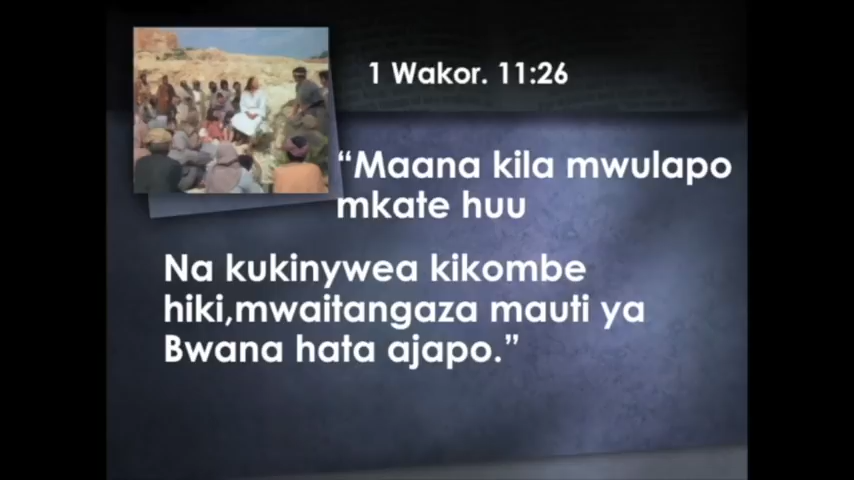 1 Wakor. 11:26
“Maana kila mwulapo
mkate huu
Na kukinywea kikombe
hiki,mwaitangaza mauti ya
Bwana hata ajapo.”